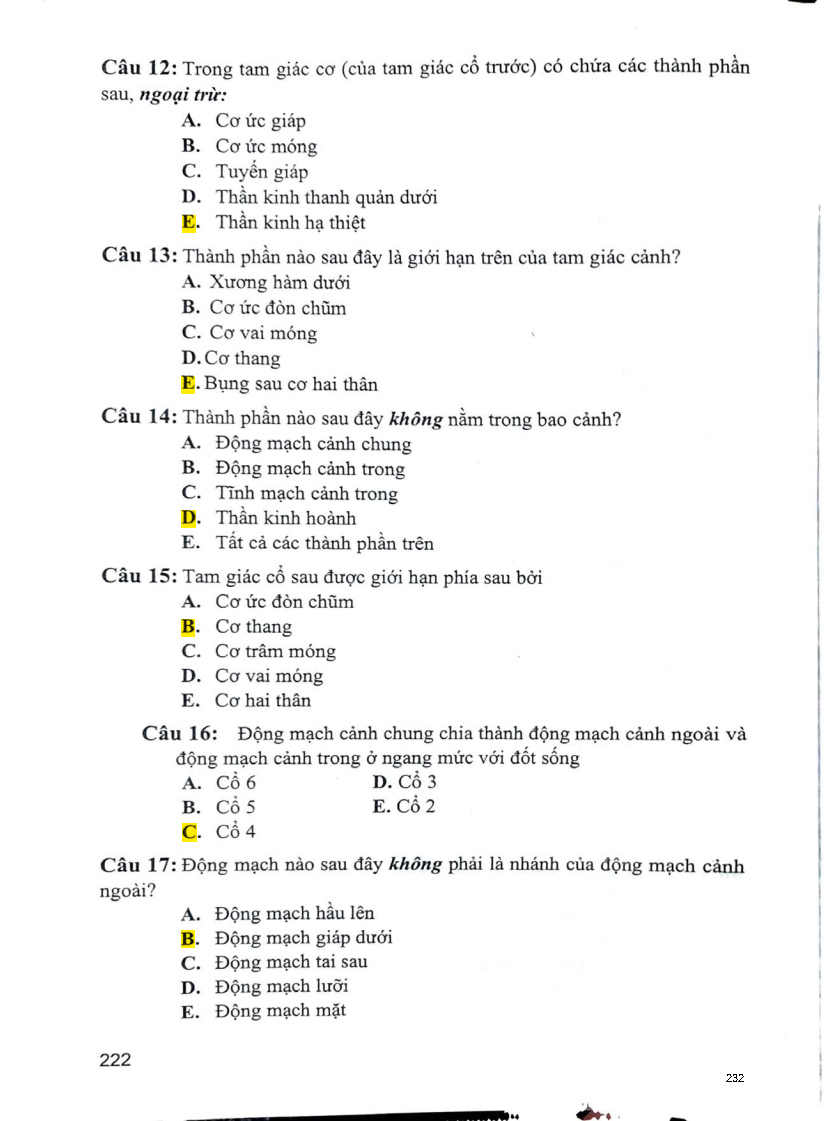 Câu 12: Trong tam giác cơ (của tam giác cổ trước) có chứa các thành phần
sau, ngoại trừ:
A. Cơ ức giáp
B. Cơ ức móng
C. Tuyến giáp
D. Thần kinh thanh quản dưới
E. Thần kinh hạ thiệt
Câu 13: Thành phần nào sau đây là giới hạn trên của tam giác cảnh?
A. Xương hàm dưới
B. Cơ ức đòn chũm
C. Cơ vai móng
D. Cơ thang
E. Bụng sau cơ hai thân
Câu 14: Thành phần nào sau đây không nằm trong bao cảnh?
A. Động mạch cảnh chung
B. Động mạch cảnh trong
C. Tĩnh mạch cảnh trong
D. Thần kinh hoành
E. Tất cả các thành phần trên
Câu 15: Tam giác cổ sau được giới hạn phía sau bởi
A. Cơ ức đòn chũm
B. Cơ thang
C. Cơ trâm móng
D. Cơ vai móng
E. Cơ hai thân
Câu 16: Động mạch cảnh chung chia thành động mạch cảnh ngoài và
động mạch cảnh trong ở ngang mức với đốt sống
A. Cổ 6 D. Cổ 3
B. Cổ 5 E. Cổ 2
C. Cổ 4
Câu 17: Động mạch nào sau đây không phải là nhánh của động mạch cảnh
ngoài?
A. Động mạch hầu lên
B. Động mạch giáp dưới
C. Động mạch tai sau
D. Động mạch lưỡi
E. Động mạch mặt
222
232